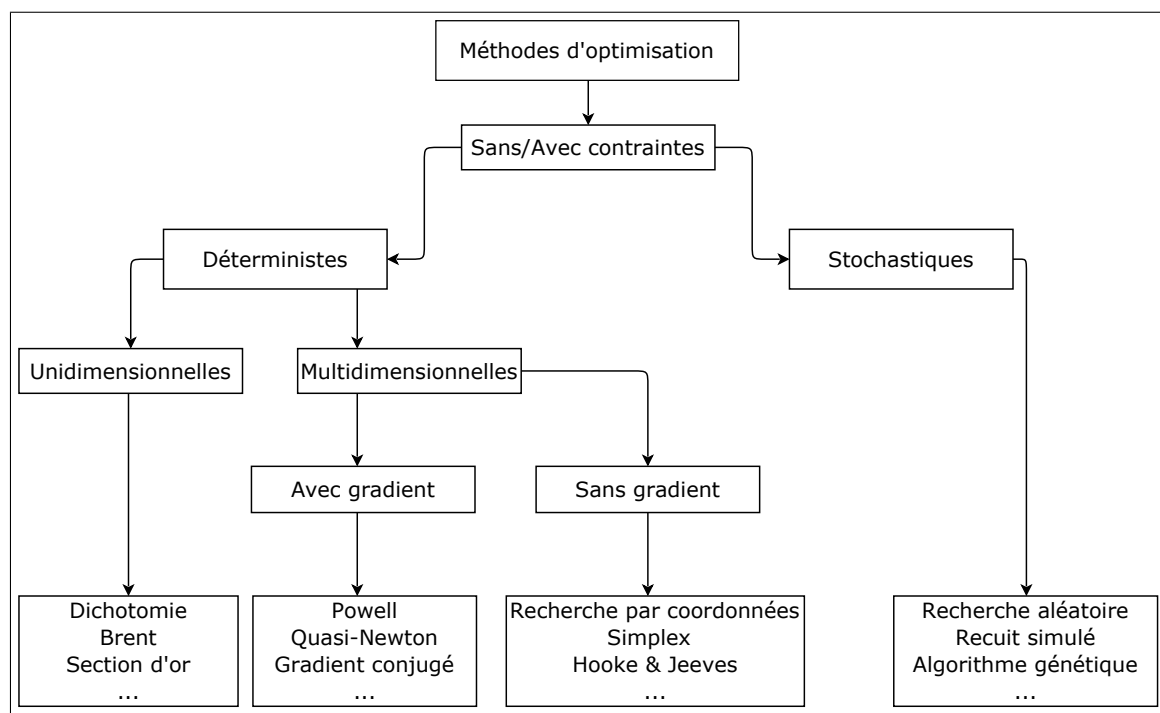 Méthodes d'optimisation
Sans/Avec contraintes
Déterministes
Stochastiques
Unidimensionnelles
Multidimensionnelles
Avec gradient
Sans gradient
Dichotomie
Brent
Section d'or
...
Powell
Quasi-Newton
Gradient conjugé
...
Recherche par coordonnées
Simplex
Hooke & Jeeves
...
Recherche aléatoire
Recuit simulé
Algorithme génétique
...